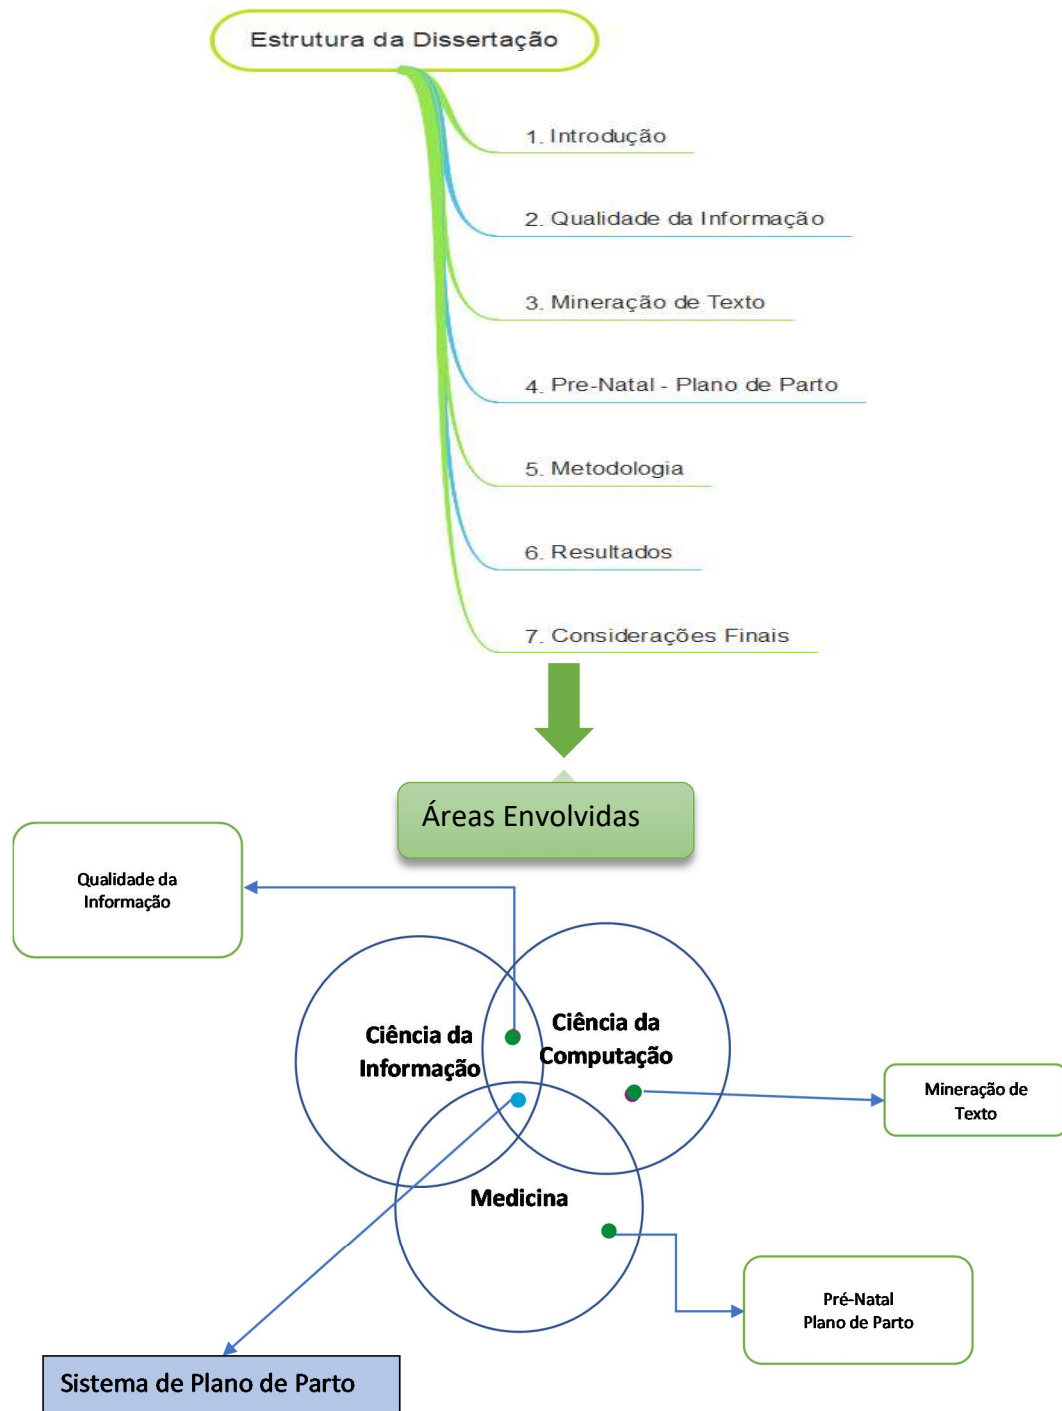 Estrutura da Dissertação
1. Introdução
2. Qualidade da Informação
3. Mineração de Texto
4. Pre-Natal - Plano de Parto
5. Metodologia
6. Resultados
7. Considerações Finais
Áreas Envolvidas
Qualidade da
Informação
Ciência da
Informação
Ciência da
Computação
Mineração de
Texto
Medicina
Pré-Natal
Plano de Parto
Sistema de Plano de Parto